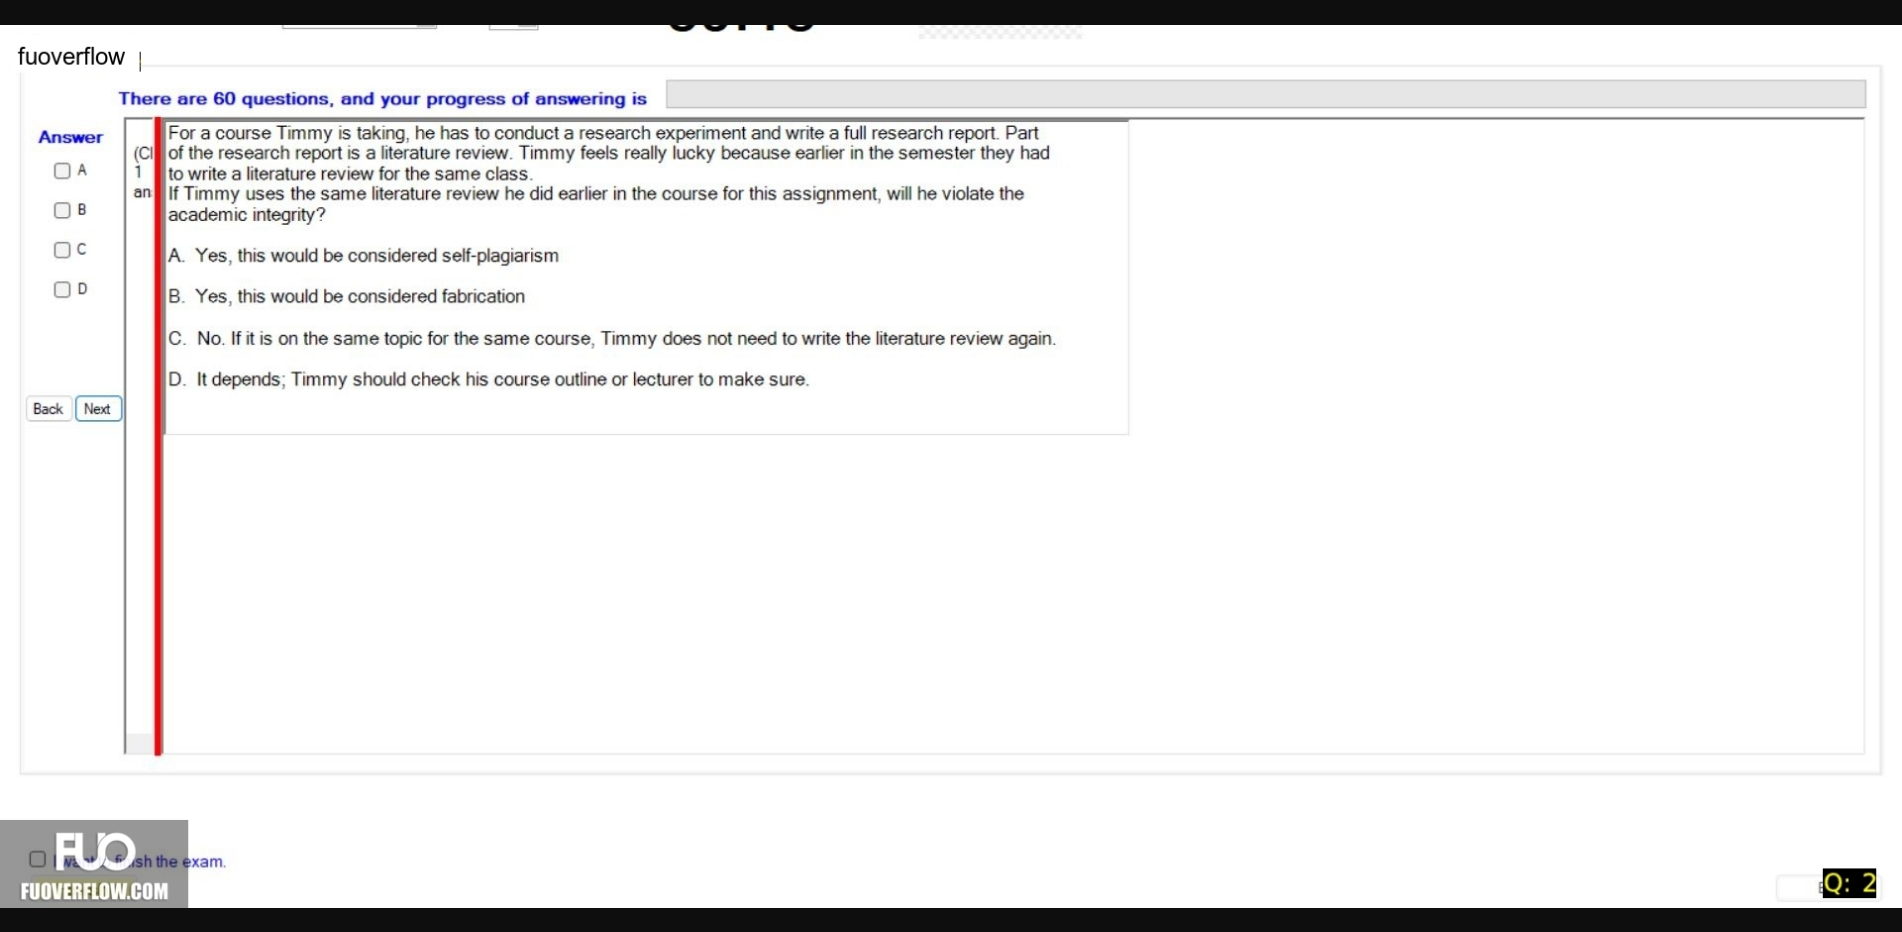 fuoverflow
There are 60 questions, and your progress of answering is
Answer
A
B
C
D
Back Next
1
For a course Timmy is taking, he has to conduct a research experiment and write a full research report. Part
of the research report is a literature review. Timmy feels really lucky because earlier in the semester they had
to write a literature review for the same class.
If Timmy uses the same literature review he did earlier in the course for this assignment, will he violate the
academic integrity?
A. Yes, this would be considered self-plagiarism
B. Yes, this would be considered fabrication
C. No. If it is on the same topic for the same course, Timmy does not need to write the literature review again.
D. It depends; Timmy should check his course outline or lecturer to make sure.
the exam.
FUO
FUOVERFLOW.COM
Q: 2